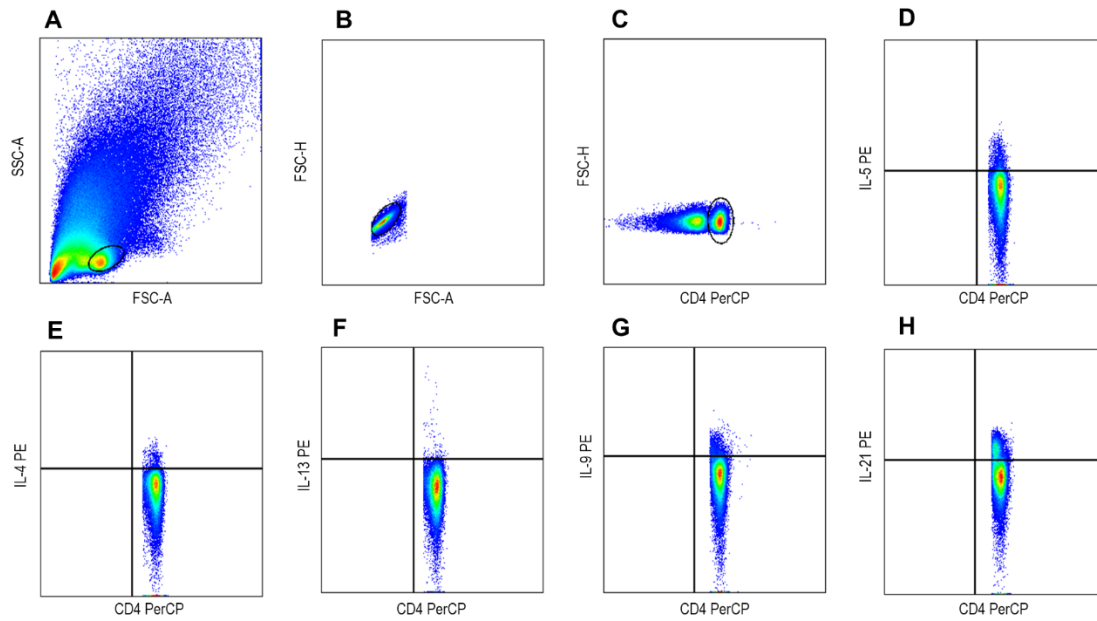 A
SSC-A
FSC-A
B
FSC-H
FSC-A
C
FSC-H
CD4 PerCP
D
IL-5 PE
CD4 PerCP
E
IL-4 PE
CD4 PerCP
F
IL-13 PE
CD4 PerCP
G
IL-9 PE
CD4 PerCP
H
IL-21 PE
CD4 PerCP